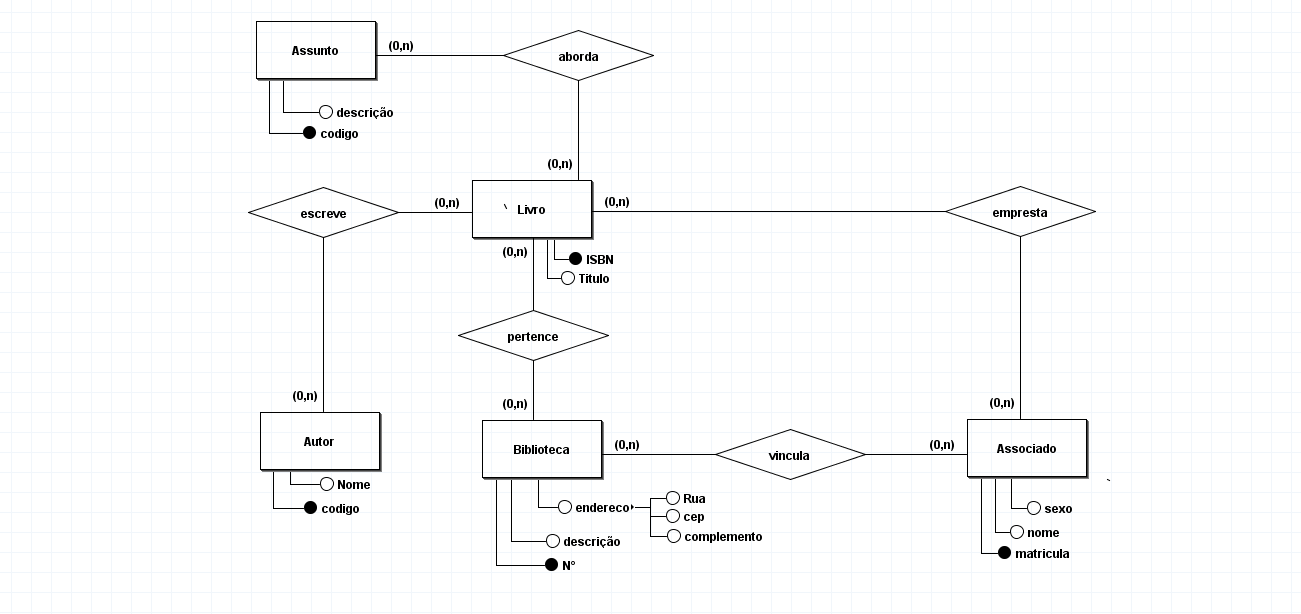 Assunto
(0,n)
aborda
descrição
codigo
(0,n)
escreve
(0,n)
Livro
(0,n)
empresta
(0,n)
ISBN
Titulo
pertence
(0,n)
(0,n)
(0,n)
Autor
Biblioteca
(0,n)
vincula
(0,n)
Associado
Nome
codigo
endereco
Rua
cep
complemento
descrição
Nº
sexo
nome
matricula